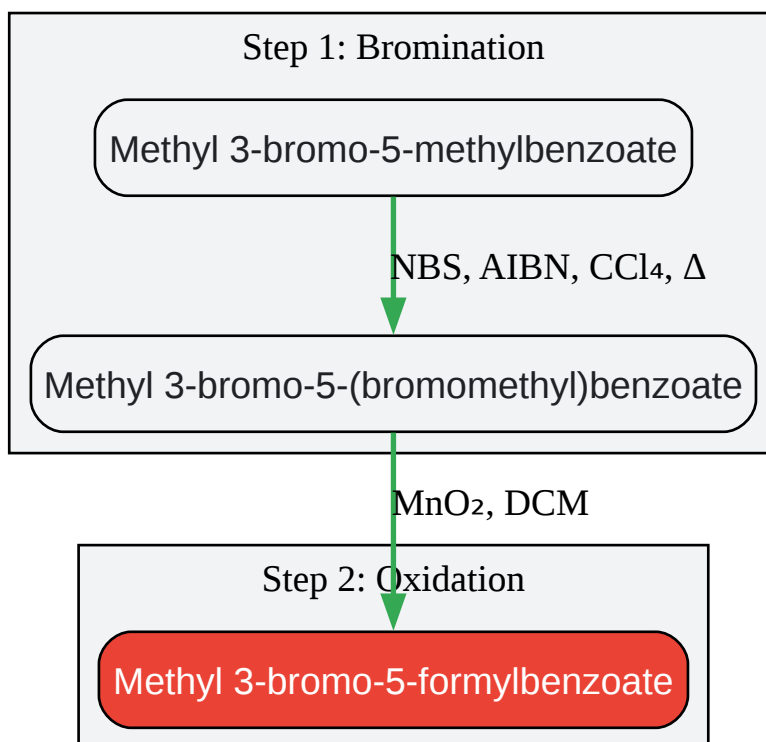 Step 1: Bromination
Methyl 3-bromo-5-methylbenzoate
NBS, AIBN, CCl₄, Δ
Methyl 3-bromo-5-(bromomethyl)benzoate
MnO₂, DCM
Step 2: Oxidation
Methyl 3-bromo-5-formylbenzoate